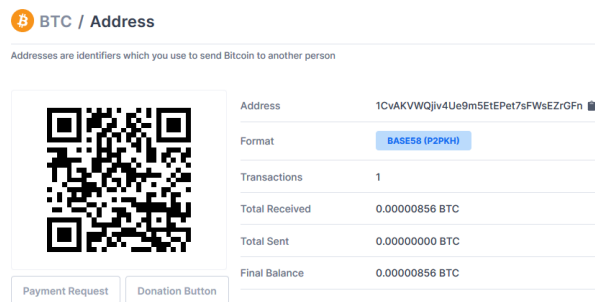 BTC / Address
Addresses are identifiers which you use to send Bitcoin to another person
Address 1CvAKVWQjiv4Ue9m5EtEPet7sFWsEZrGFn
Format BASE58 (P2PKH)
Transactions 1
Total Received 0.00000856 BTC
Total Sent 0.00000000 BTC
Final Balance 0.00000856 BTC
Payment Request Donation Button